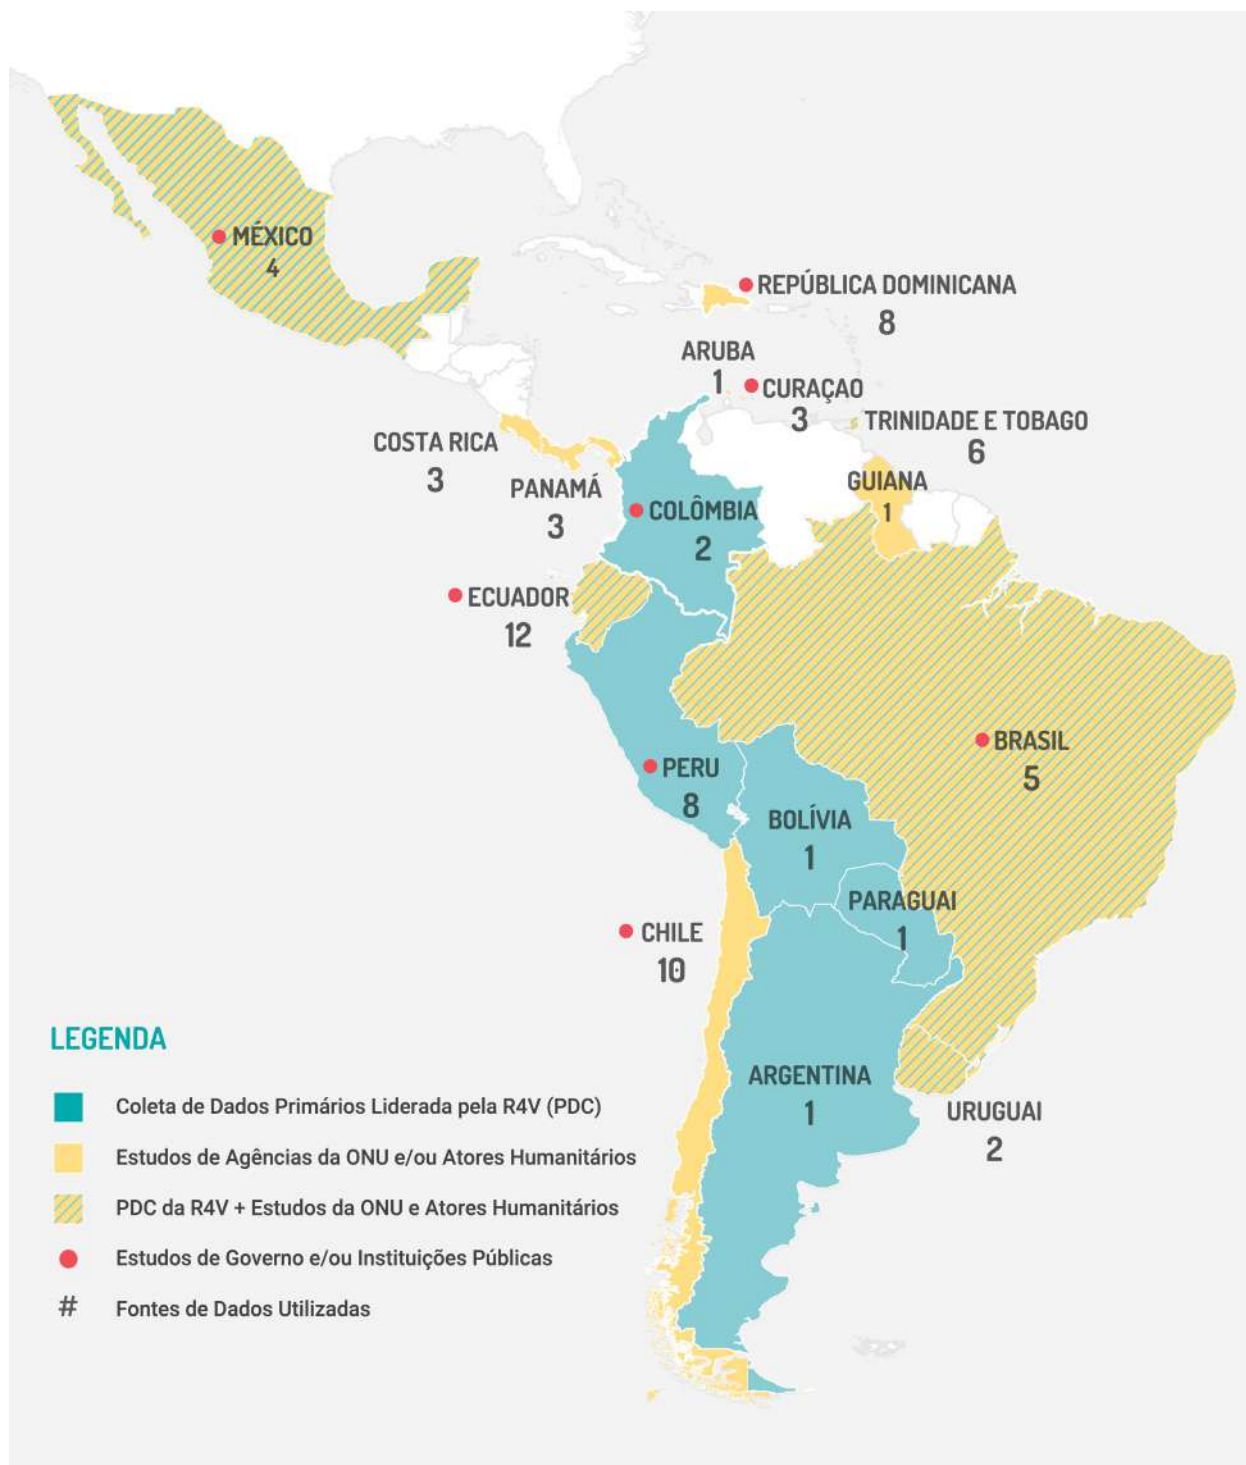 MÉXICO
4
REPÚBLICA DOMINICANA
8
ARUBA
1
CURAÇAO
3
TRINIDADE E TOBAGO
6
COSTA RICA
3
PANAMÁ
3
GUIANA
1
COLÔMBIA
2
ECUADOR
12
BRASIL
5
PERU
8
BOLÍVIA
1
PARAGUAI
1
CHILE
10
ARGENTINA
1
URUGUAI
2
LEGENDA
Coleta de Dados Primários Liderada pela R4V (PDC)
Estudos de Agências da ONU e/ou Atores Humanitários
PDC da R4V + Estudos da ONU e Atores Humanitários
Estudos de Governo e/ou Instituições Públicas
# Fontes de Dados Utilizadas